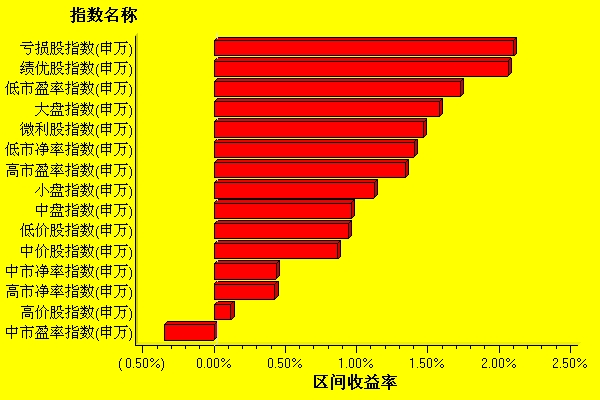 指数名称
亏损股指数(申万)
绩优股指数(申万)
低市盈率指数(申万)
大盘指数(申万)
微利股指数(申万)
低市净率指数(申万)
高市盈率指数(申万)
小盘指数(申万)
中盘指数(申万)
低价股指数(申万)
中价股指数(申万)
中市净率指数(申万)
高市净率指数(申万)
高价股指数(申万)
中市盈率指数(申万)
(0.50%) 0.00% 0.50% 1.00% 1.50% 2.00% 2.50%
区间收益率